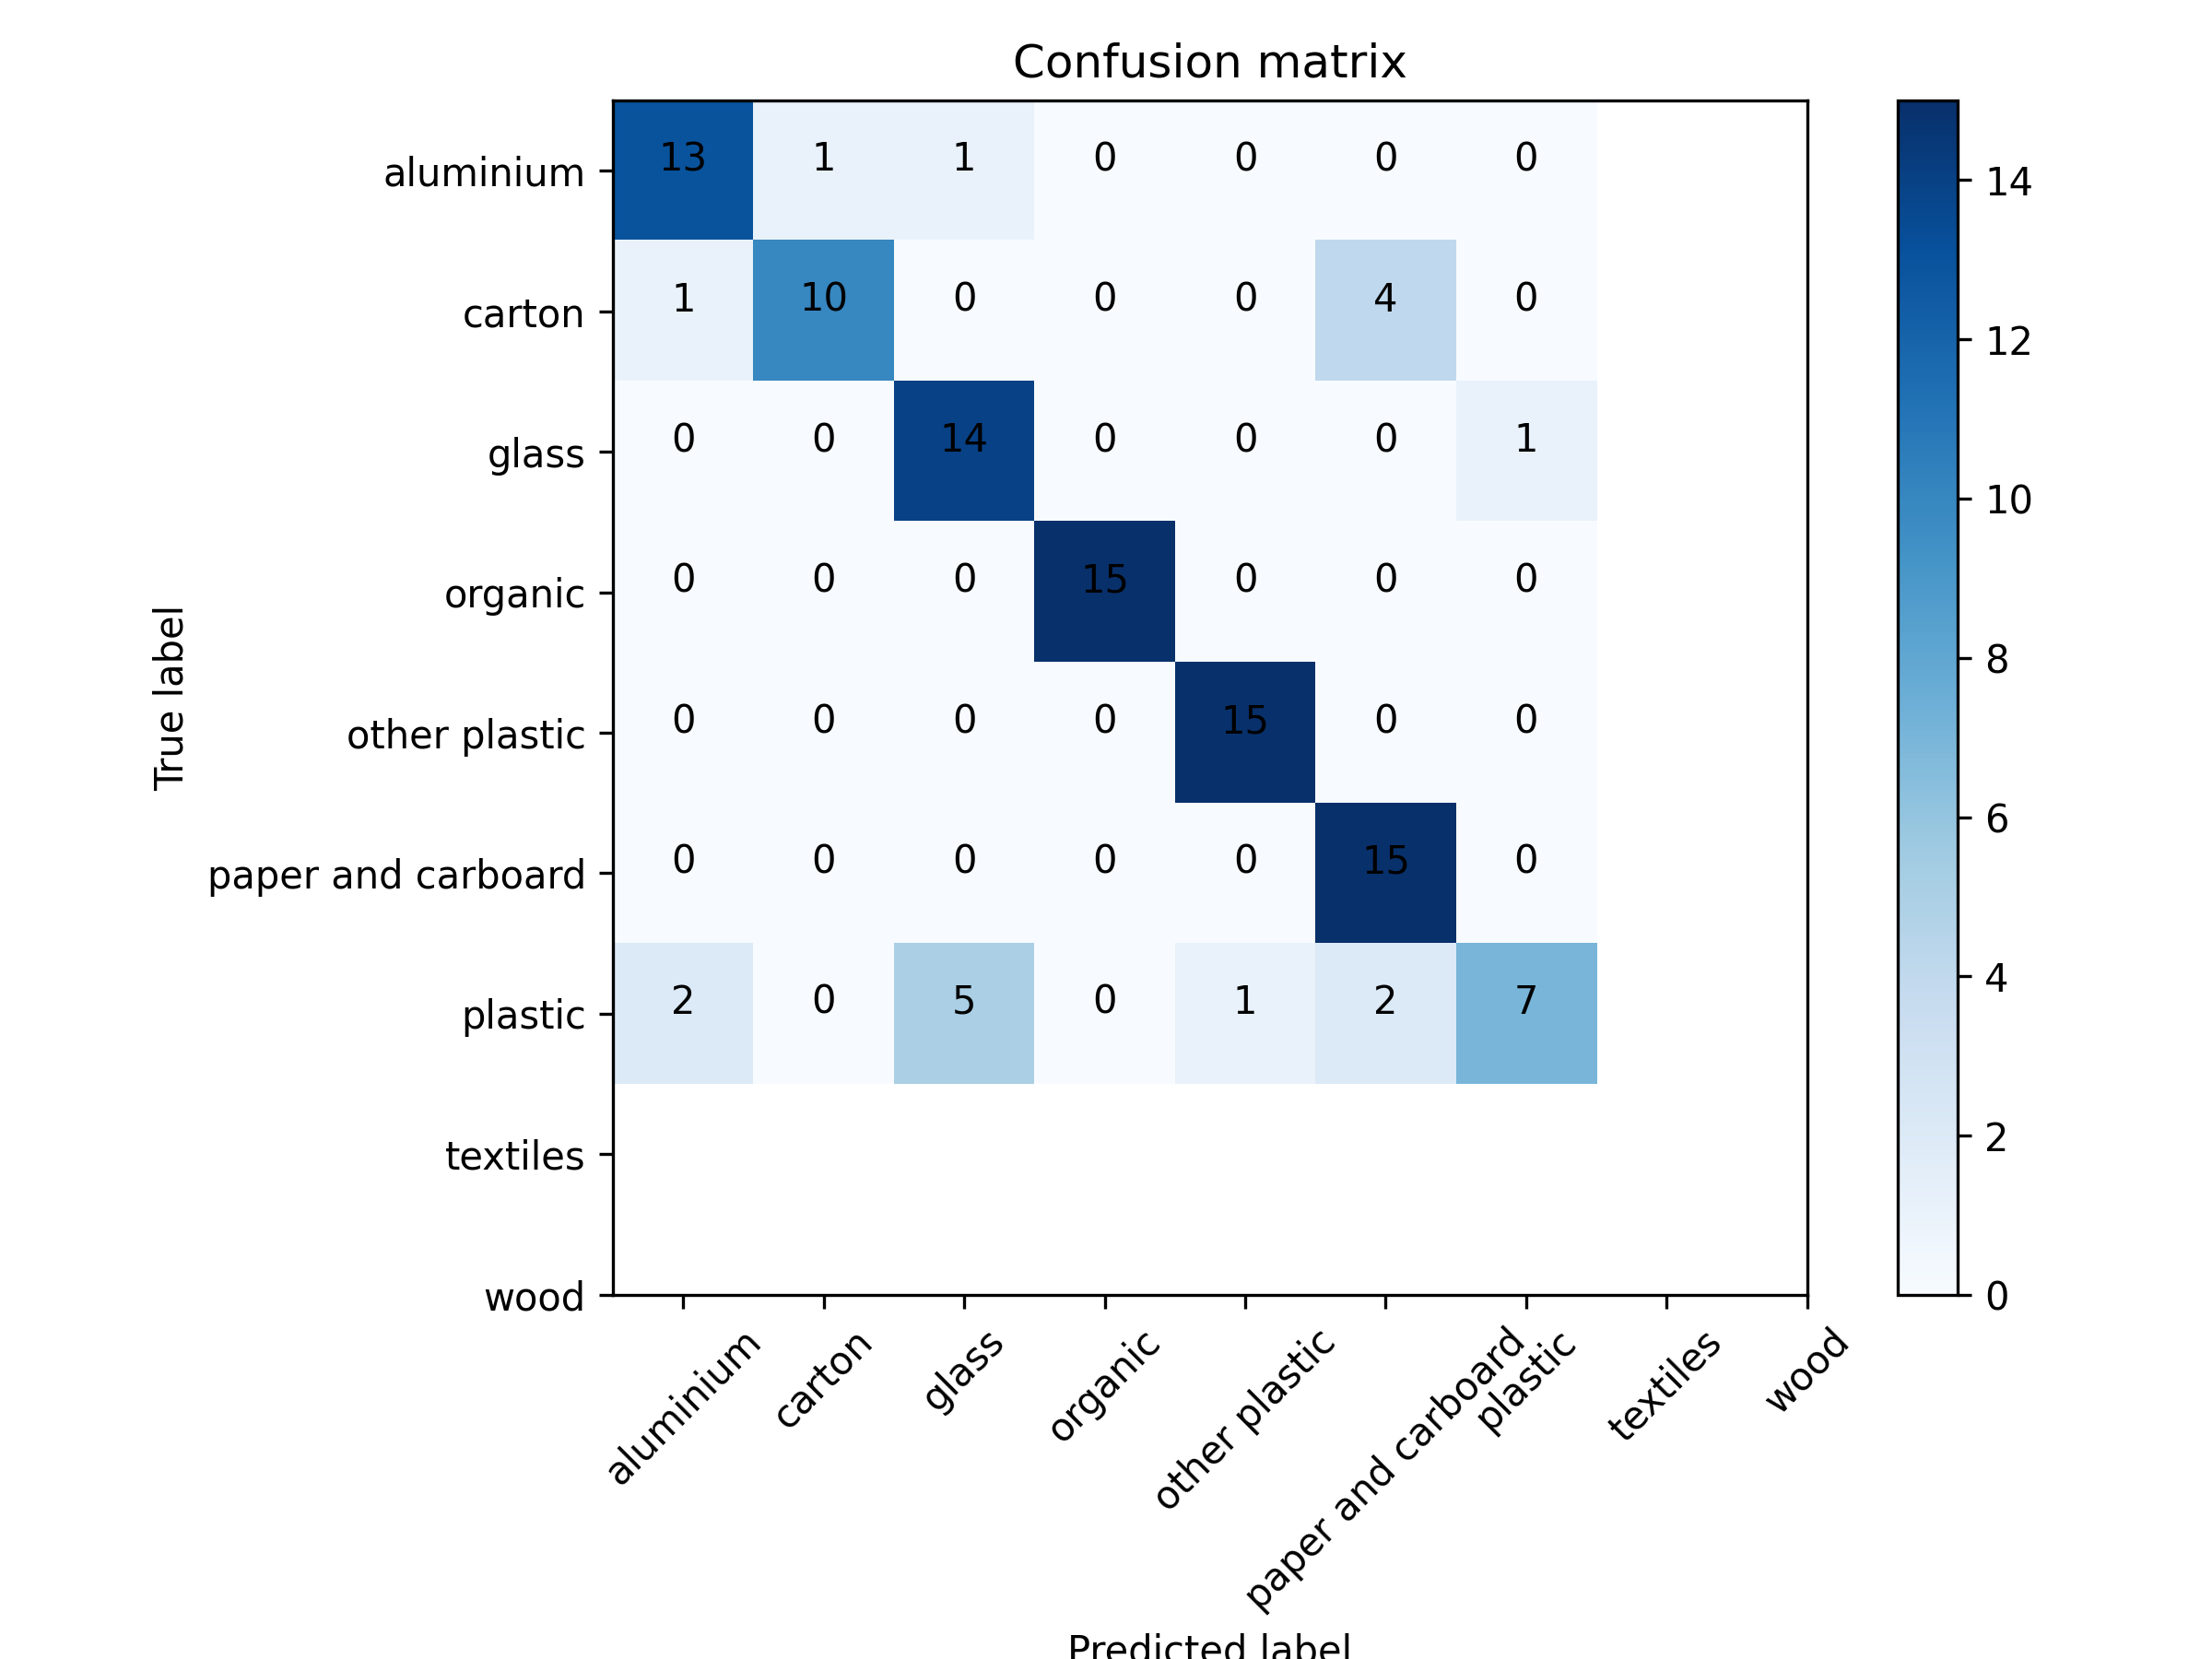 Confusion matrix
aluminium 13 1 1 0 0 0 0
carton 1 10 0 0 0 4 0
glass 0 0 14 0 0 0 1
organic 0 0 0 15 0 0 0
other plastic 0 0 0 0 15 0 0
paper and carboard 0 0 0 0 0 15 0
plastic 2 0 5 0 1 2 7
textiles
wood
True label
aluminium
carton
glass
organic
other plastic
paper and carboard
plastic
textiles
wood
Predicted label
14
12
10
8
6
4
2
0